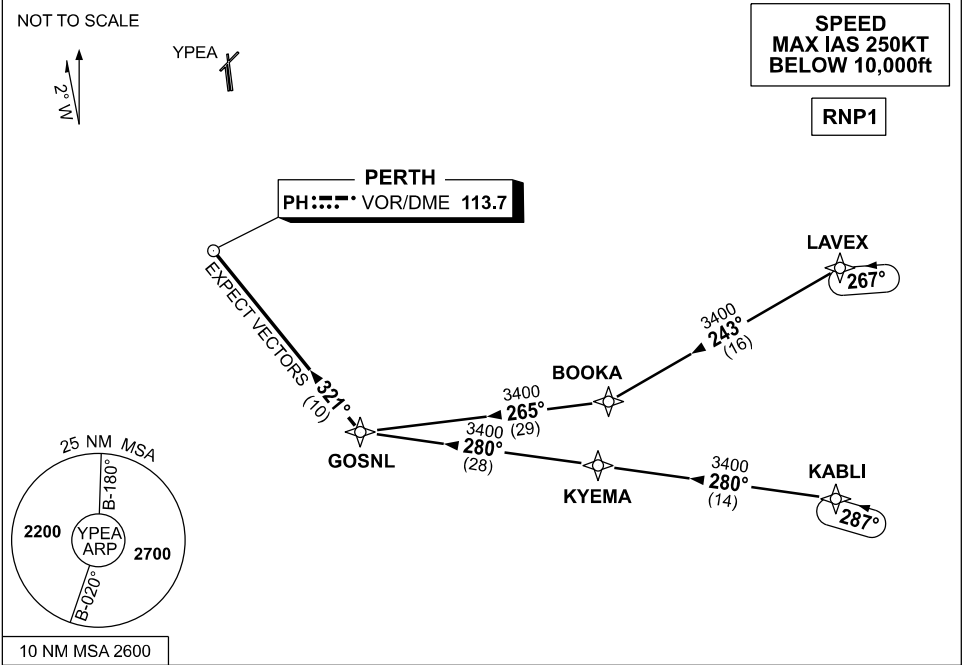 NOT TO SCALE
2° W
YPEA
SPEED
MAX IAS 250KT
BELOW 10,000ft
RNP1
PERTH
PH VOR/DME 113.7
LAVEX
267°
EXPECT VECTORS
321°
(10)
3400
243°
(16)
BOOKA
3400
265°
(29)
GOSNL
3400
280°
(28)
KYEMA
3400
280°
(14)
KABLI
287°
25 NM MSA
B-180°
2200
YPEA
ARP
2700
B-020°
10 NM MSA 2600